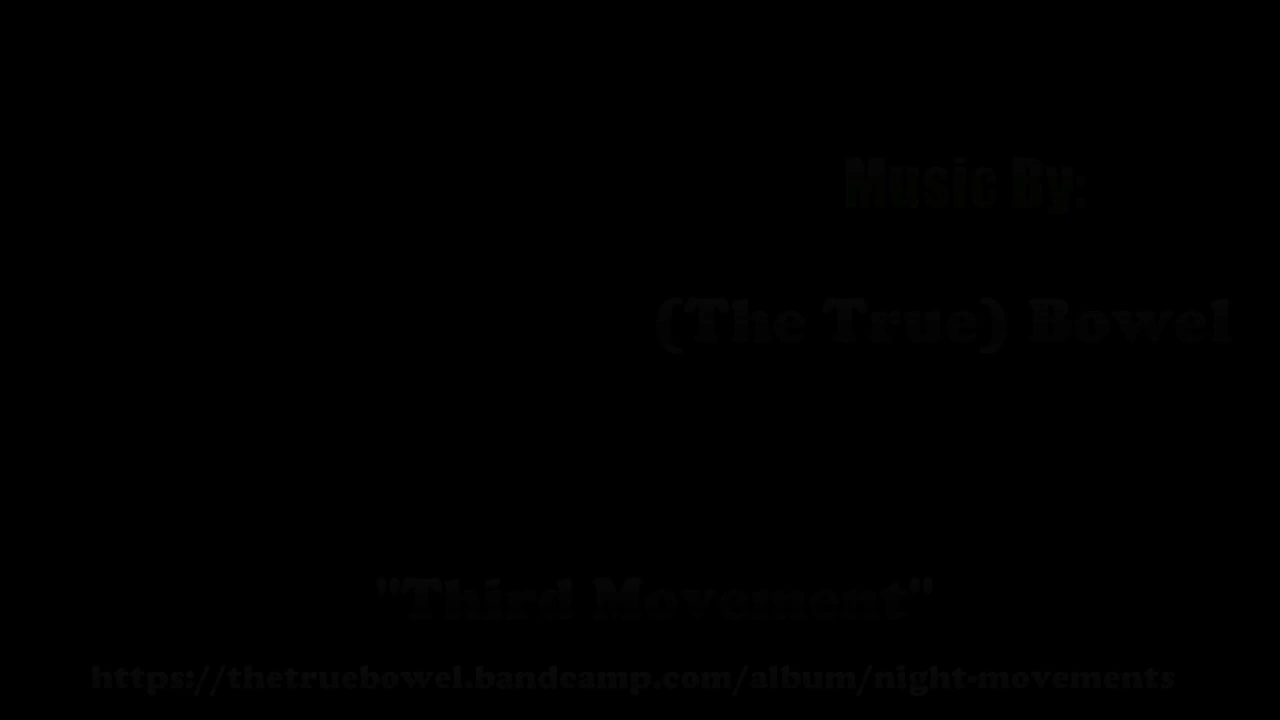 Music By:
(The True) Bowel
"Third Movement"
https://thetruebowel.bandcamp.com/album/night-movements